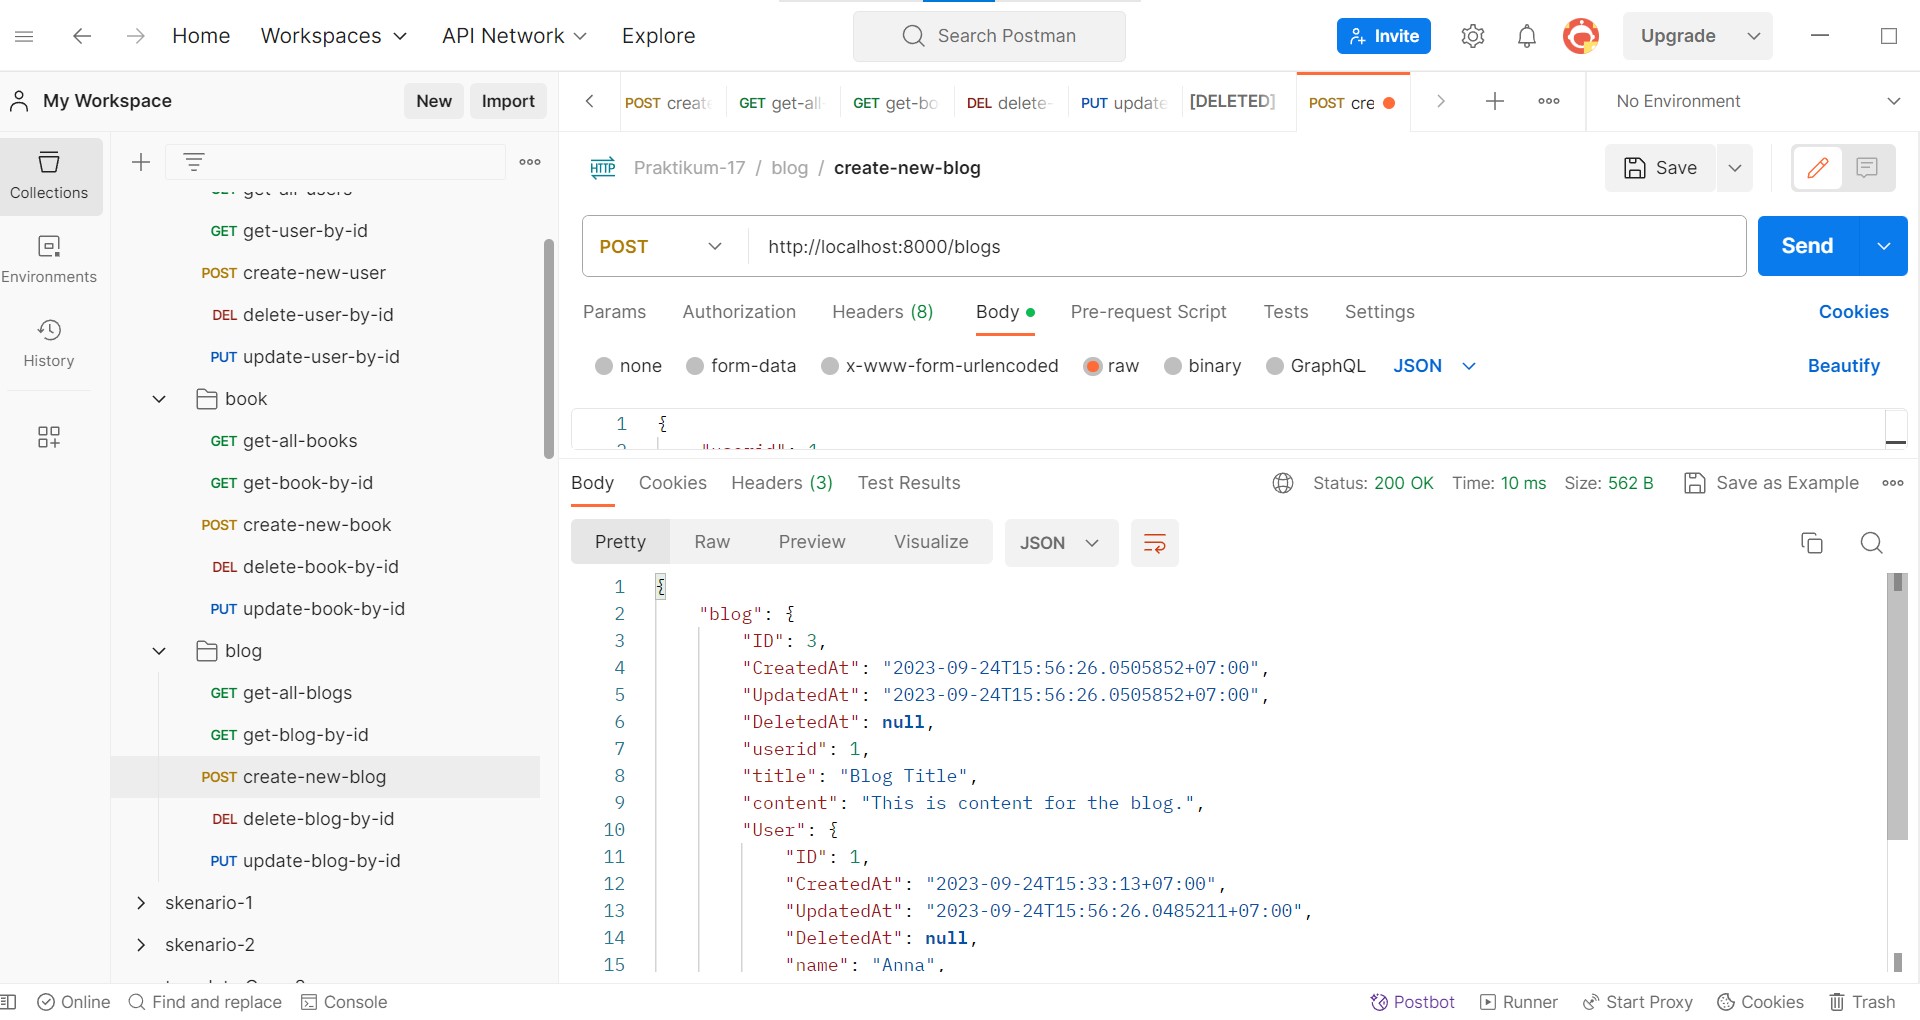 Home Workspaces API Network Explore Search Postman Invite Upgrade
My Workspace New Import
POST create GET get-all- GET get-bo DEL delete- PUT update [DELETED] POST cre No Environment
Collections
Environments
History
get-all-users
GET get-user-by-id
POST create-new-user
DEL delete-user-by-id
PUT update-user-by-id
book
GET get-all-books
GET get-book-by-id
POST create-new-book
DEL delete-book-by-id
PUT update-book-by-id
blog
GET get-all-blogs
GET get-blog-by-id
POST create-new-blog
DEL delete-blog-by-id
PUT update-blog-by-id
skenario-1
skenario-2
HTTP Praktikum-17 / blog / create-new-blog Save
POST http://localhost:8000/blogs Send
Params Authorization Headers (8) Body Pre-request Script Tests Settings Cookies
none form-data x-www-form-urlencoded raw binary GraphQL JSON Beautify
1 {
2 "userid": 1
Body Cookies Headers (3) Test Results Status: 200 OK Time: 10 ms Size: 562 B Save as Example
Pretty Raw Preview Visualize JSON
1 {
2 "blog": {
3 "ID": 3,
4 "CreatedAt": "2023-09-24T15:56:26.0505852+07:00",
5 "UpdatedAt": "2023-09-24T15:56:26.0505852+07:00",
6 "DeletedAt": null,
7 "userid": 1,
8 "title": "Blog Title",
9 "content": "This is content for the blog.",
10 "User": {
11 "ID": 1,
12 "CreatedAt": "2023-09-24T15:33:13+07:00",
13 "UpdatedAt": "2023-09-24T15:56:26.0485211+07:00",
14 "DeletedAt": null,
15 "name": "Anna",
Online Find and replace Console Postbot Runner Start Proxy Cookies Trash